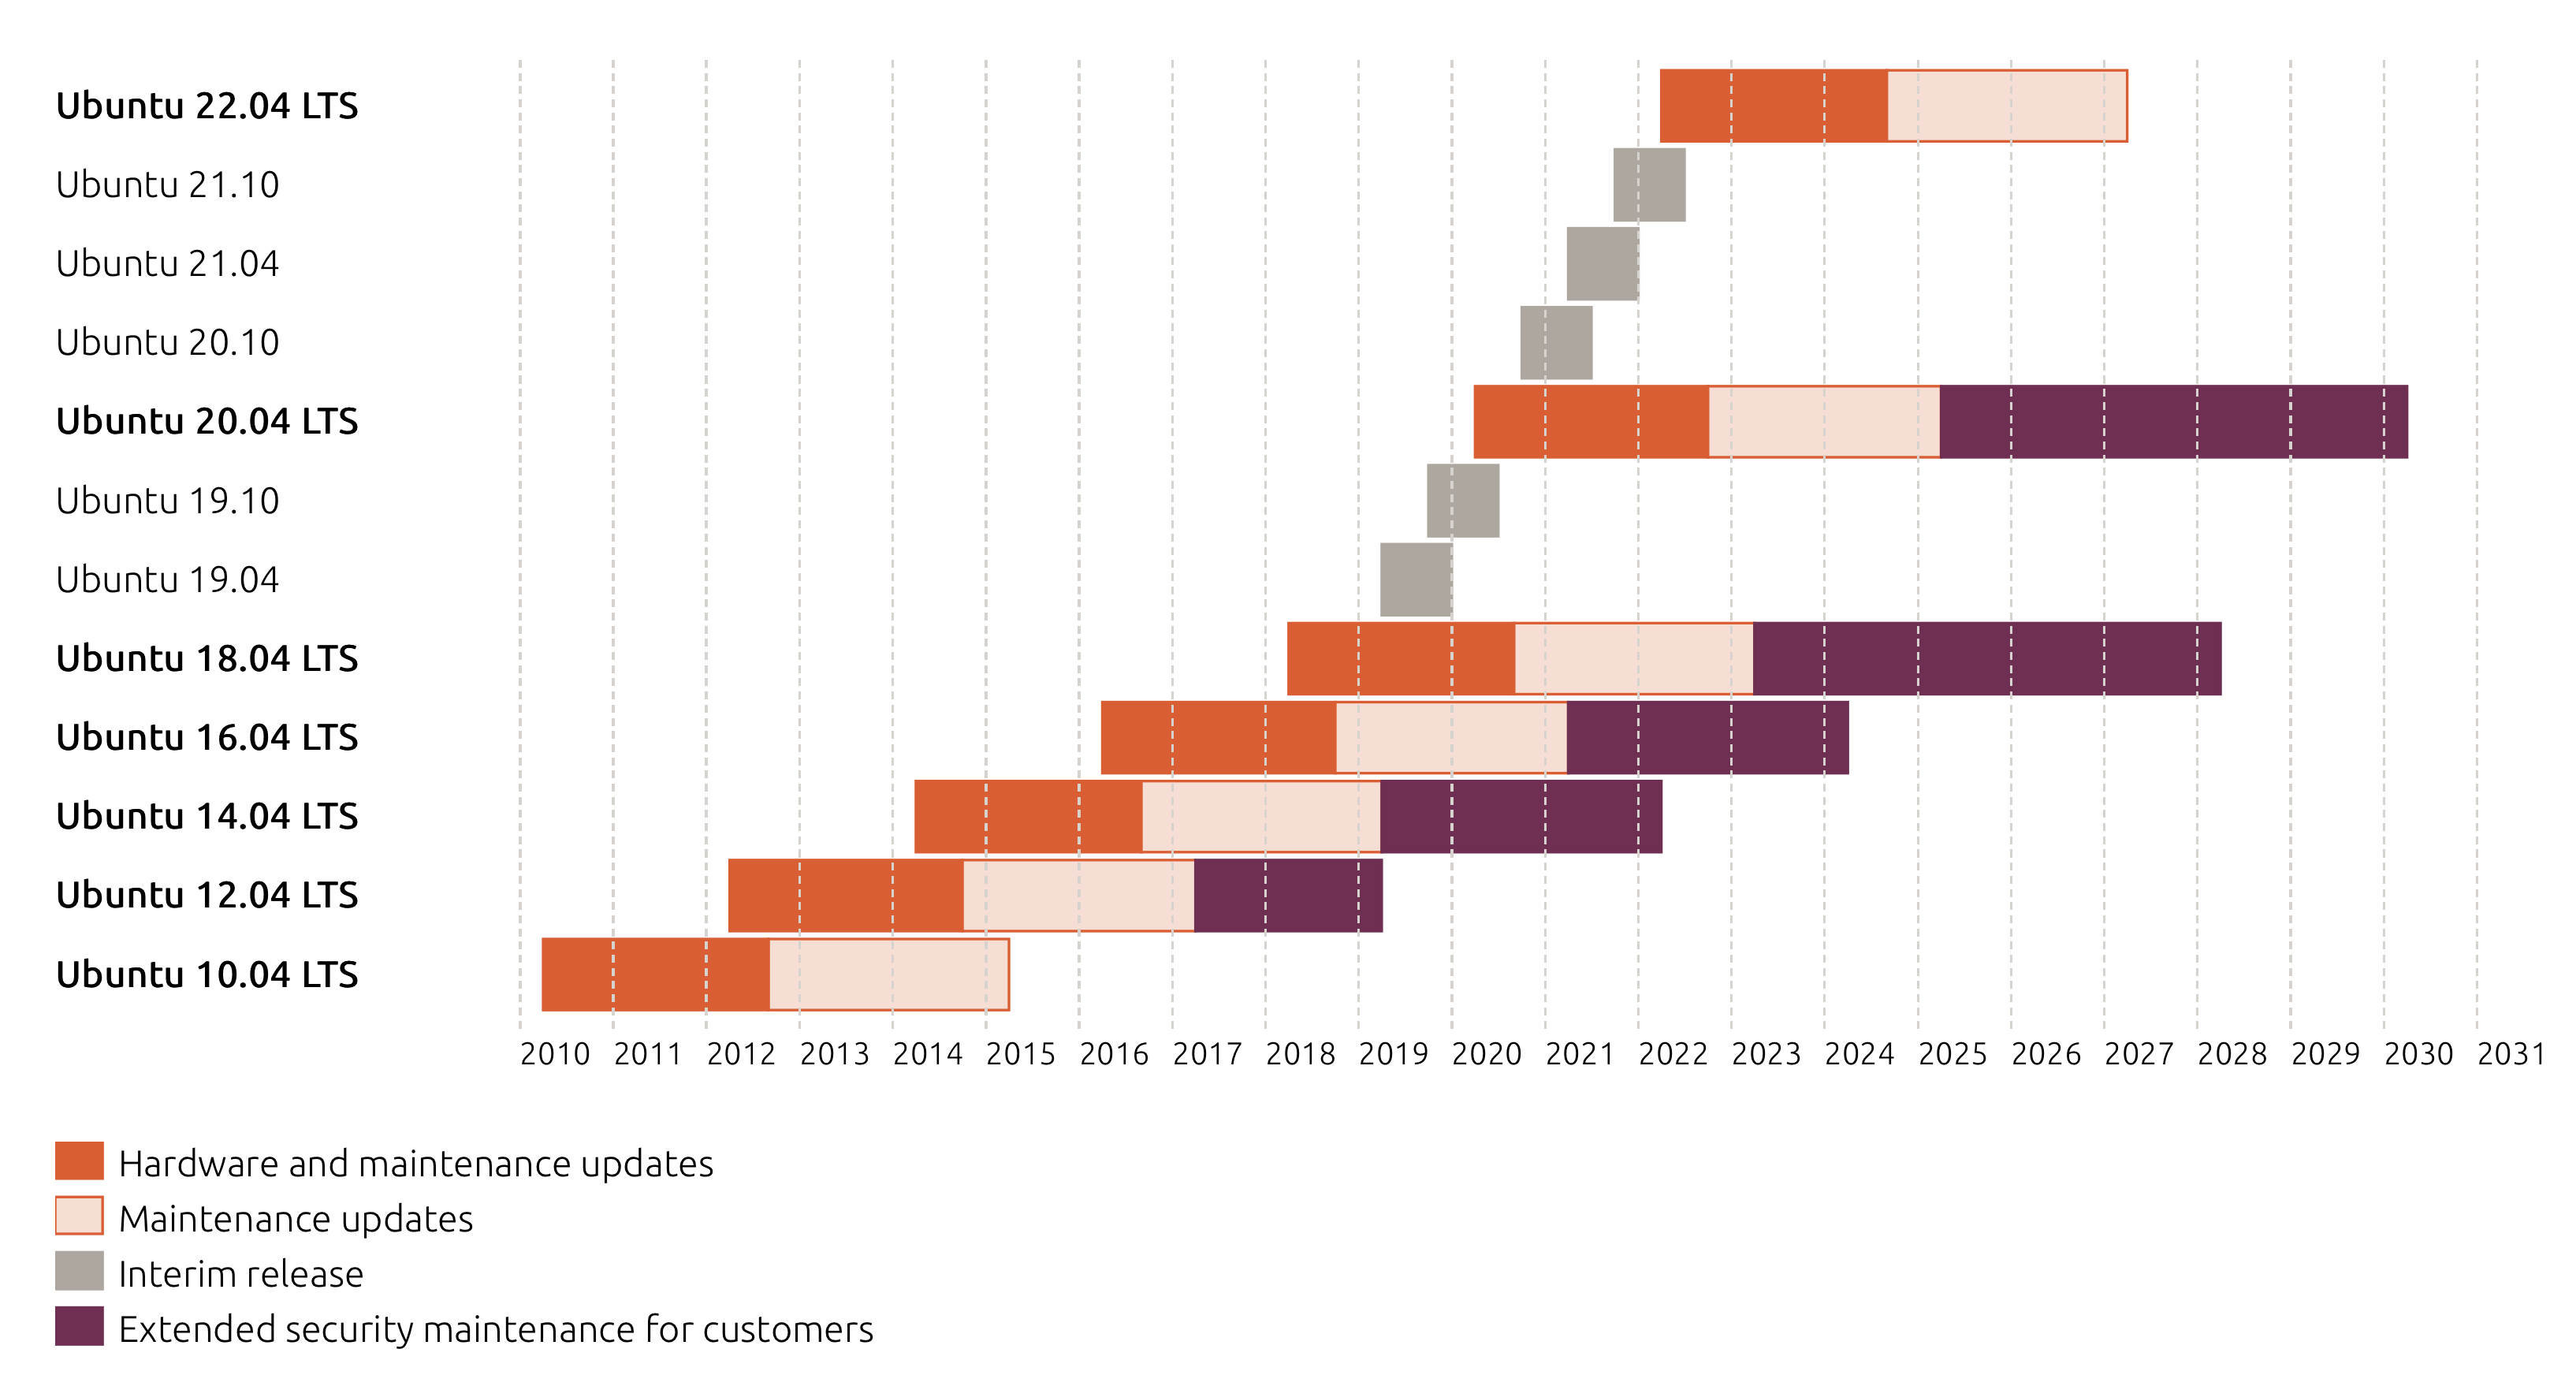 Ubuntu 22.04 LTS
Ubuntu 21.10
Ubuntu 21.04
Ubuntu 20.10
Ubuntu 20.04 LTS
Ubuntu 19.10
Ubuntu 19.04
Ubuntu 18.04 LTS
Ubuntu 16.04 LTS
Ubuntu 14.04 LTS
Ubuntu 12.04 LTS
Ubuntu 10.04 LTS
2010 2011 2012 2013 2014 2015 2016 2017 2018 2019 2020 2021 2022 2023 2024 2025 2026 2027 2028 2029 2030 2031
Hardware and maintenance updates
Maintenance updates
Interim release
Extended security maintenance for customers